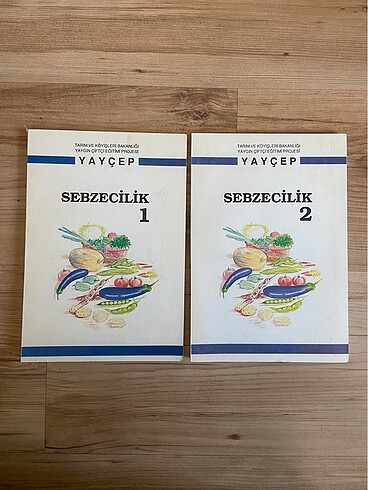 TARIM VE KÖYİŞLERİ BAKANLIĞI
YAYGIN ÇİFTÇİ EĞİTİMİ PROJESİ
YAYÇEP
SEBZECİLİK
1
TARIM VE KÖYİŞLERİ BAKANLIĞI
YAYGIN ÇİFTÇİ EĞİTİMİ PROJESİ
YAYÇEP
SEBZECİLİK
2